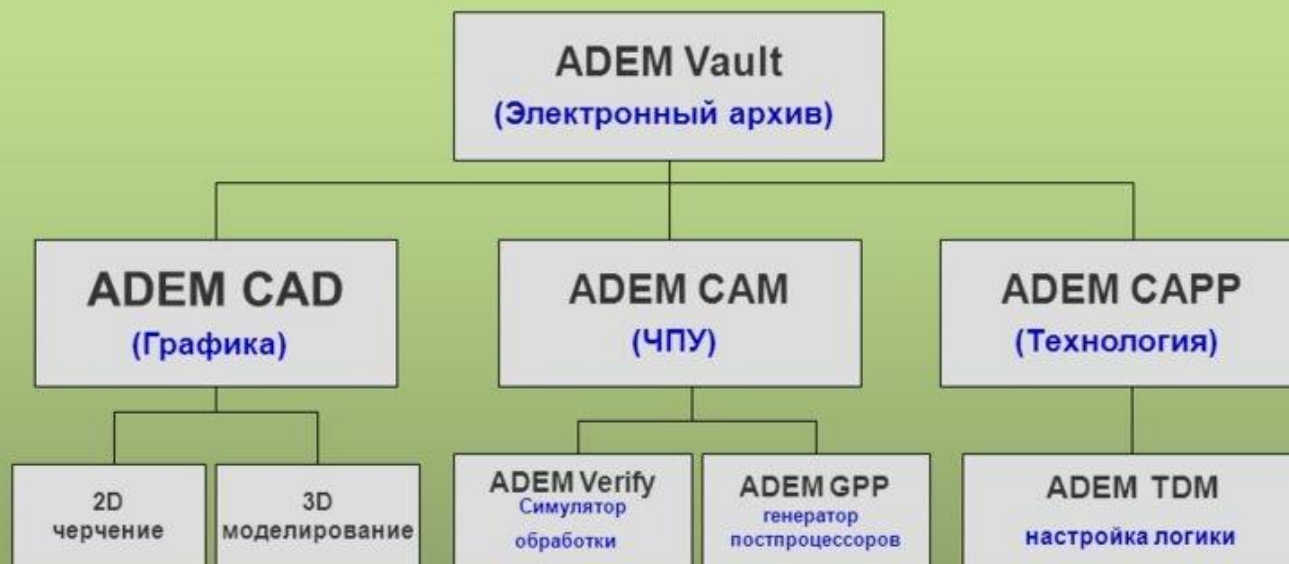 ADEM Vault
(Электронный архив)
ADEM CAD
(Графика)
ADEM CAM
(ЧПУ)
ADEM CAPP
(Технология)
2D
черчение
3D
моделирование
ADEM Verify
Симулятор
обработки
ADEM GPP
генератор
постпроцессоров
ADEM TDM
настройка логики